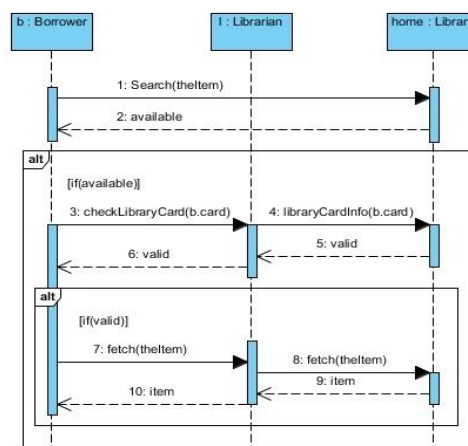 b : Borrower
l : Librarian
home : Librar
1: Search(theItem)
2: available
alt
[if(available)]
3: checkLibraryCard(b.card)
4: libraryCardInfo(b.card)
5: valid
6: valid
alt
[if(valid)]
7: fetch(theItem)
8: fetch(theItem)
9: item
10: item